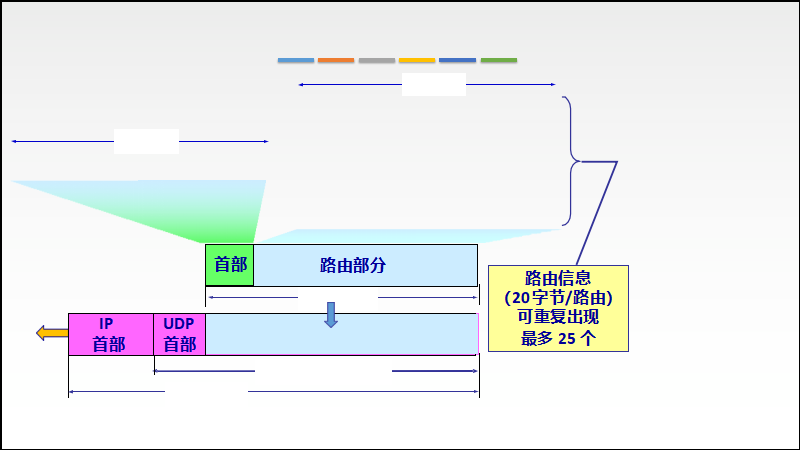 首部
路由部分
IP
首部
UDP
首部
路由信息
(20字节/路由)
可重复出现
最多 25 个